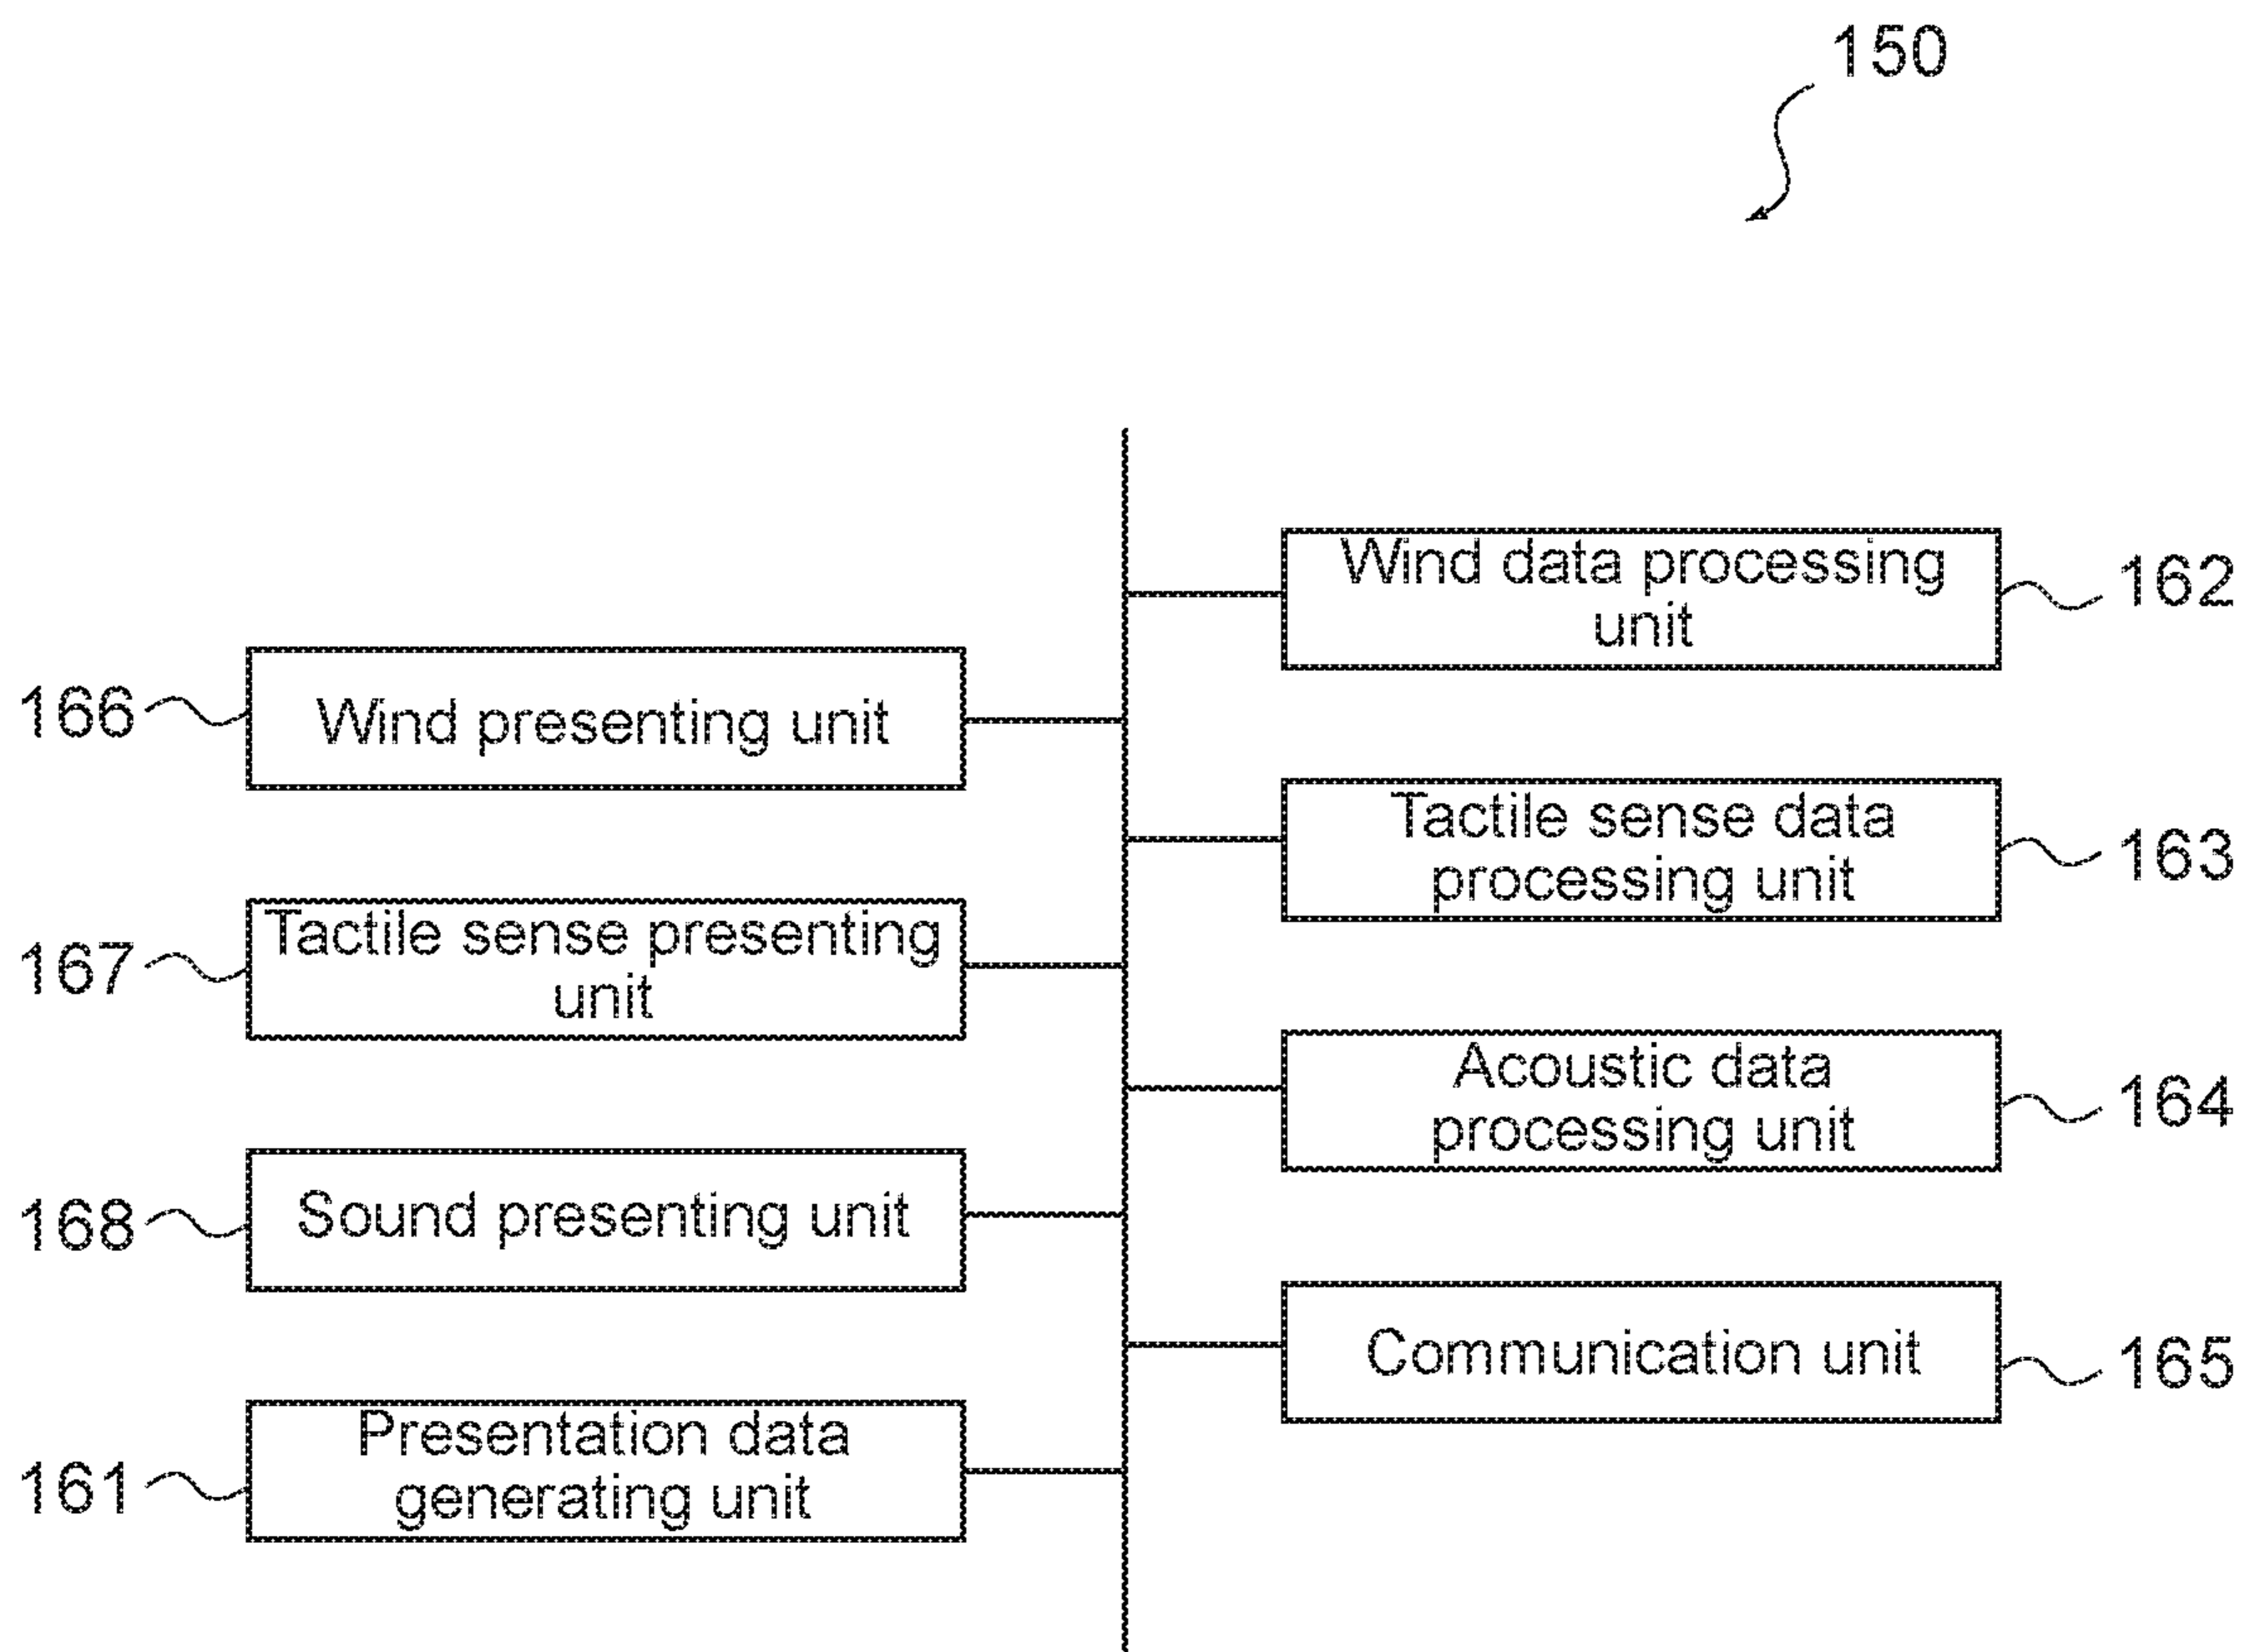 150
Wind data processing
unit
162
166
Wind presenting unit
Tactile sense data
processing unit
163
167
Tactile sense presenting
unit
Acoustic data
processing unit
164
168
Sound presenting unit
Communication unit
165
161
Presentation data
generating unit